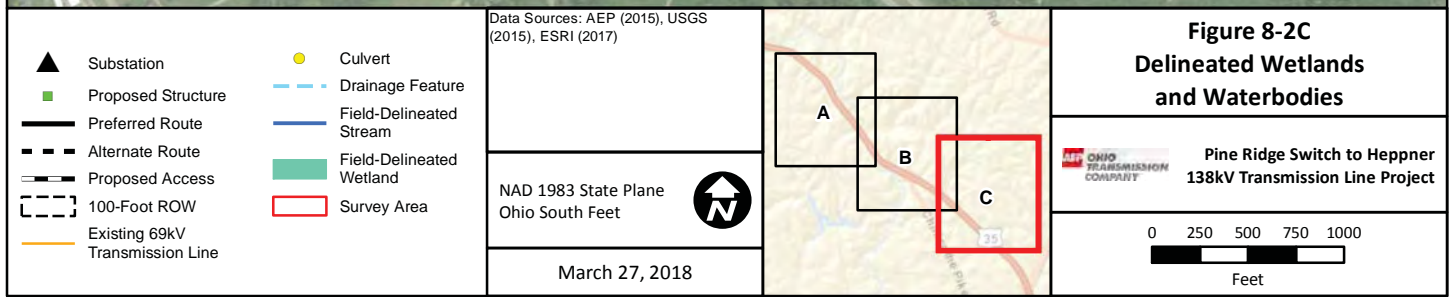 Substation
Proposed Structure
Preferred Route
Alternate Route
Proposed Access
100-Foot ROW
Existing 69kV
Transmission Line
Culvert
Drainage Feature
Field-Delineated
Stream
Field-Delineated
Wetland
Survey Area
Data Sources: AEP (2015), USGS
(2015), ESRI (2017)
NAD 1983 State Plane
Ohio South Feet
N
March 27, 2018
Rd
A
B
C
35
Pike
Figure 8-2C
Delineated Wetlands
and Waterbodies
AEP OHIO
TRANSMISSION
COMPANY
Pine Ridge Switch to Heppner
138kV Transmission Line Project
0 250 500 750 1000
Feet